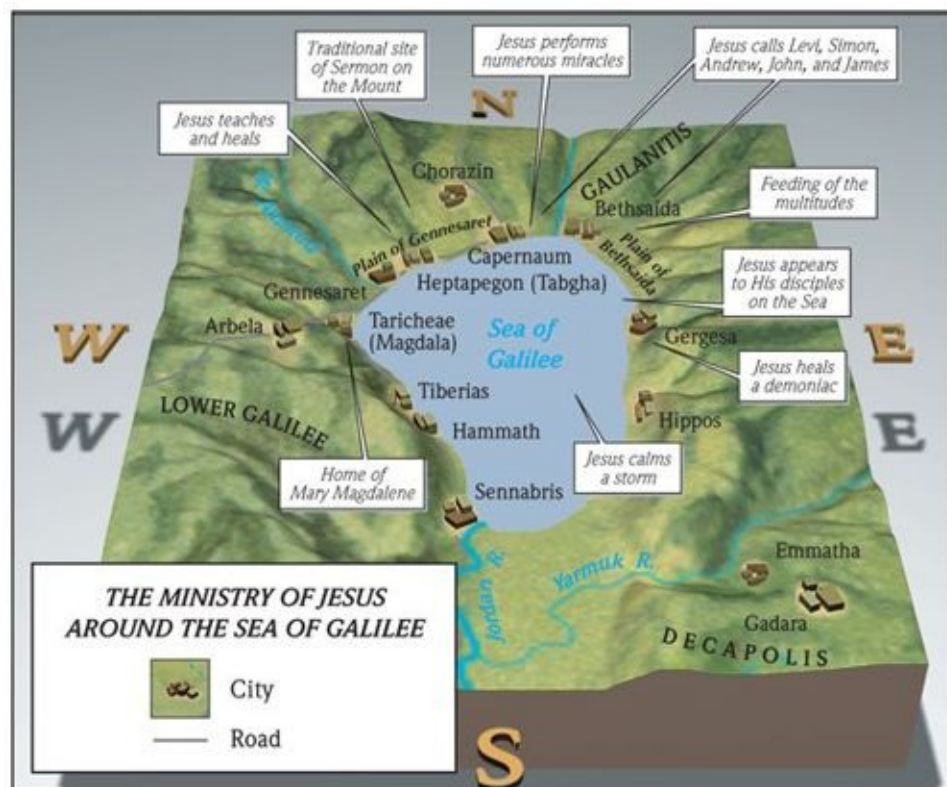 Traditional site
of Sermon on
the Mount
Jesus performs
numerous miracles
Jesus calls Levi, Simon,
Andrew, John, and James
Jesus teaches
and heals
N
GAULANITIS
Chorazin
Bethsaida
Feeding of the
multitudes
Plain of Gennesaret
Plain of
Bethsaida
Capernaum
Heptapegon (Tabgha)
Jesus appears
to His disciples
on the Sea
Gennesaret
Arbela
Taricheae
(Magdala)
Sea of
Galilee
Gergesa
W
E
W
E
Jesus heals
a demoniac
Tiberias
LOWER GALILEE
Hammath
Hippos
Home of
Mary Magdalene
Jesus calms
a storm
Sennabris
Jordan R.
Yarmuk R.
Emmatha
Gadara
DECAPOLIS
THE MINISTRY OF JESUS
AROUND THE SEA OF GALILEE
City
Road
S